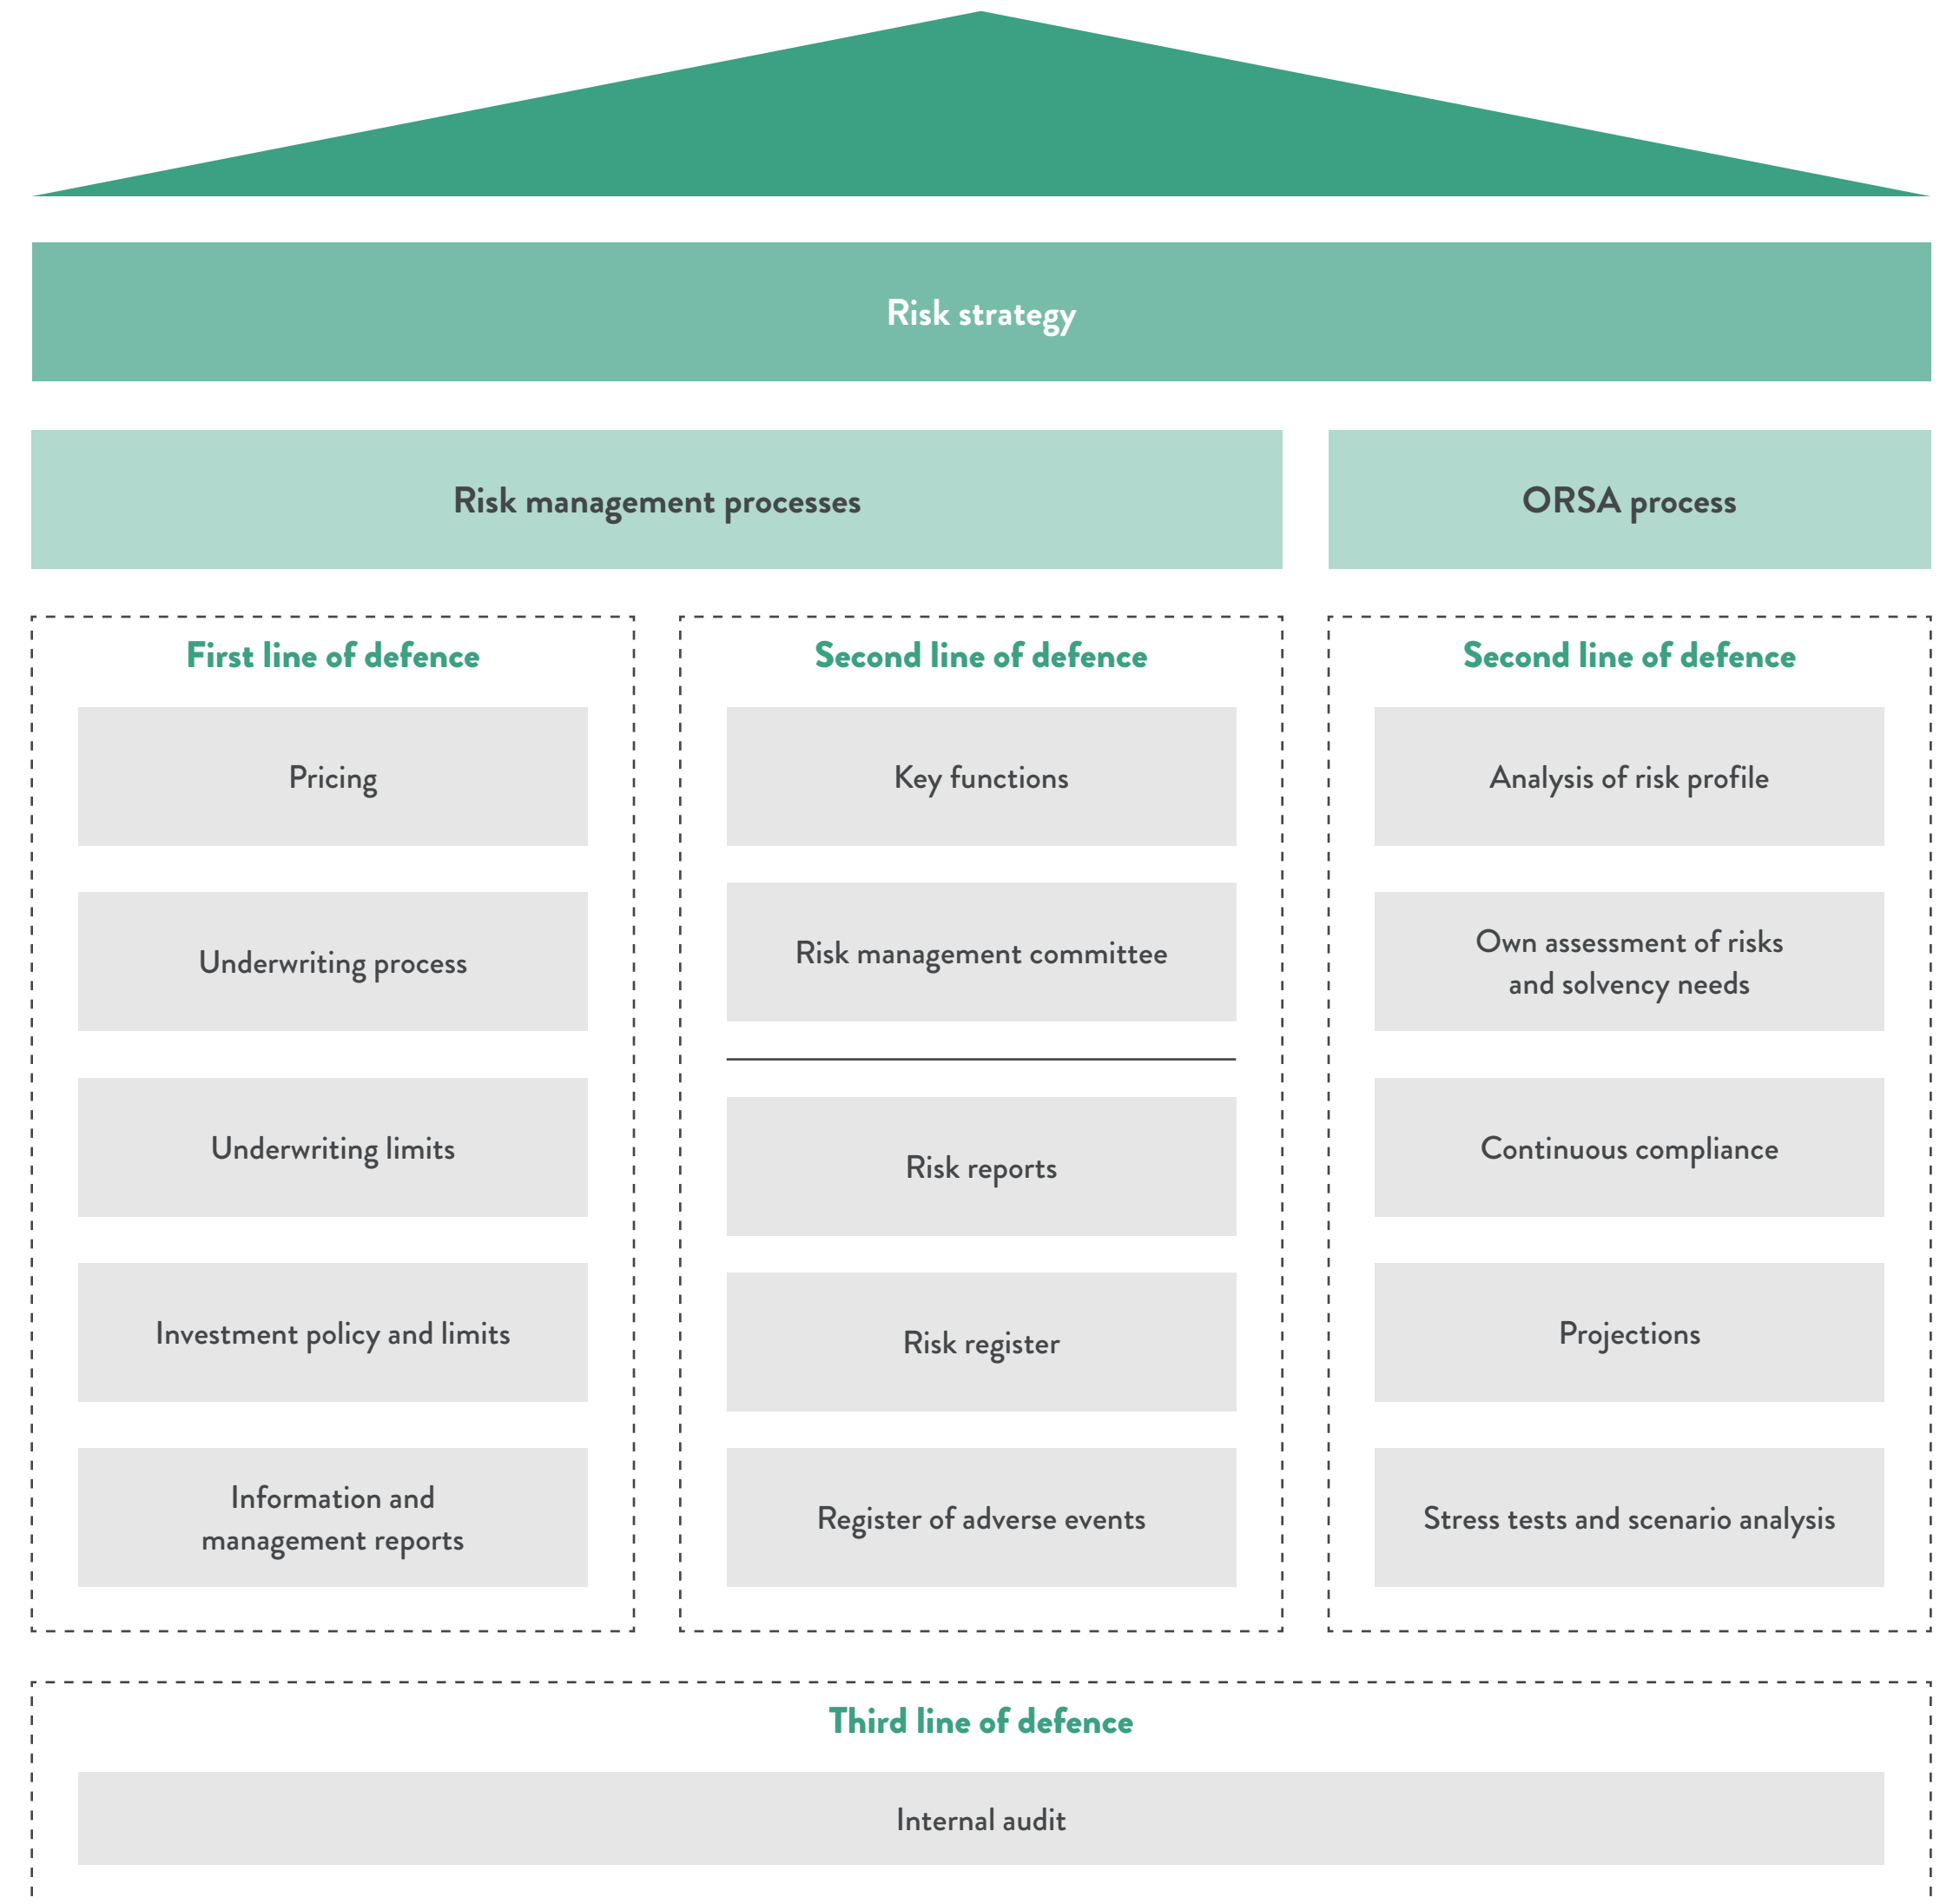 Risk strategy
Risk management processes
ORSA process
First line of defence
Pricing
Underwriting process
Underwriting limits
Investment policy and limits
Information and
management reports
Second line of defence
Key functions
Risk management committee
Risk reports
Risk register
Register of adverse events
Second line of defence
Analysis of risk profile
Own assessment of risks
and solvency needs
Continuous compliance
Projections
Stress tests and scenario analysis
Third line of defence
Internal audit